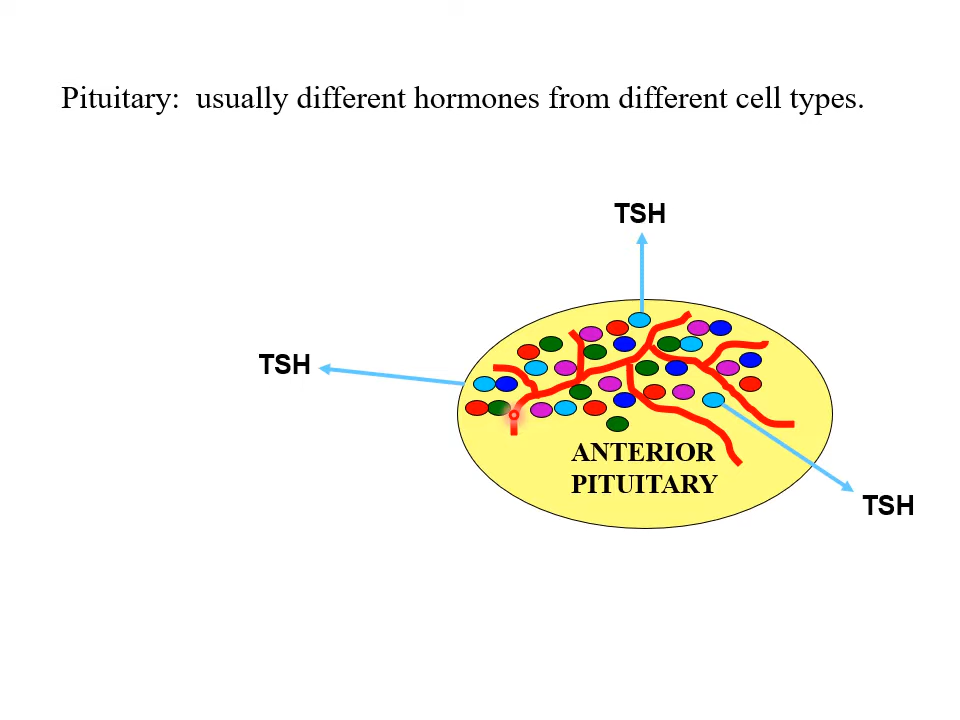 Pituitary:  usually different hormones from different cell types.
TSH
TSH
ANTERIOR
PITUITARY
TSH